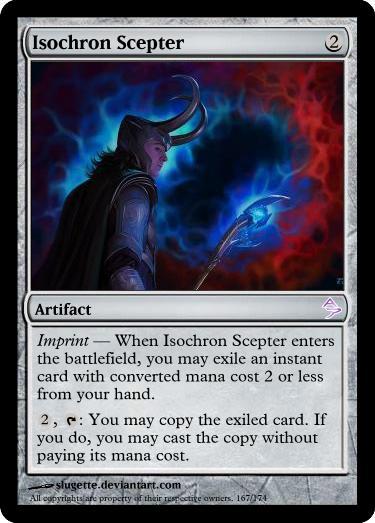 Isochron Scepter 2
Artifact
Imprint — When Isochron Scepter enters
the battlefield, you may exile an instant
card with converted mana cost 2 or less
from your hand.
2 , : You may copy the exiled card. If
you do, you may cast the copy without
paying its mana cost.
slugette.deviantart.com
All copyrights are property of their respective owners. 167/174